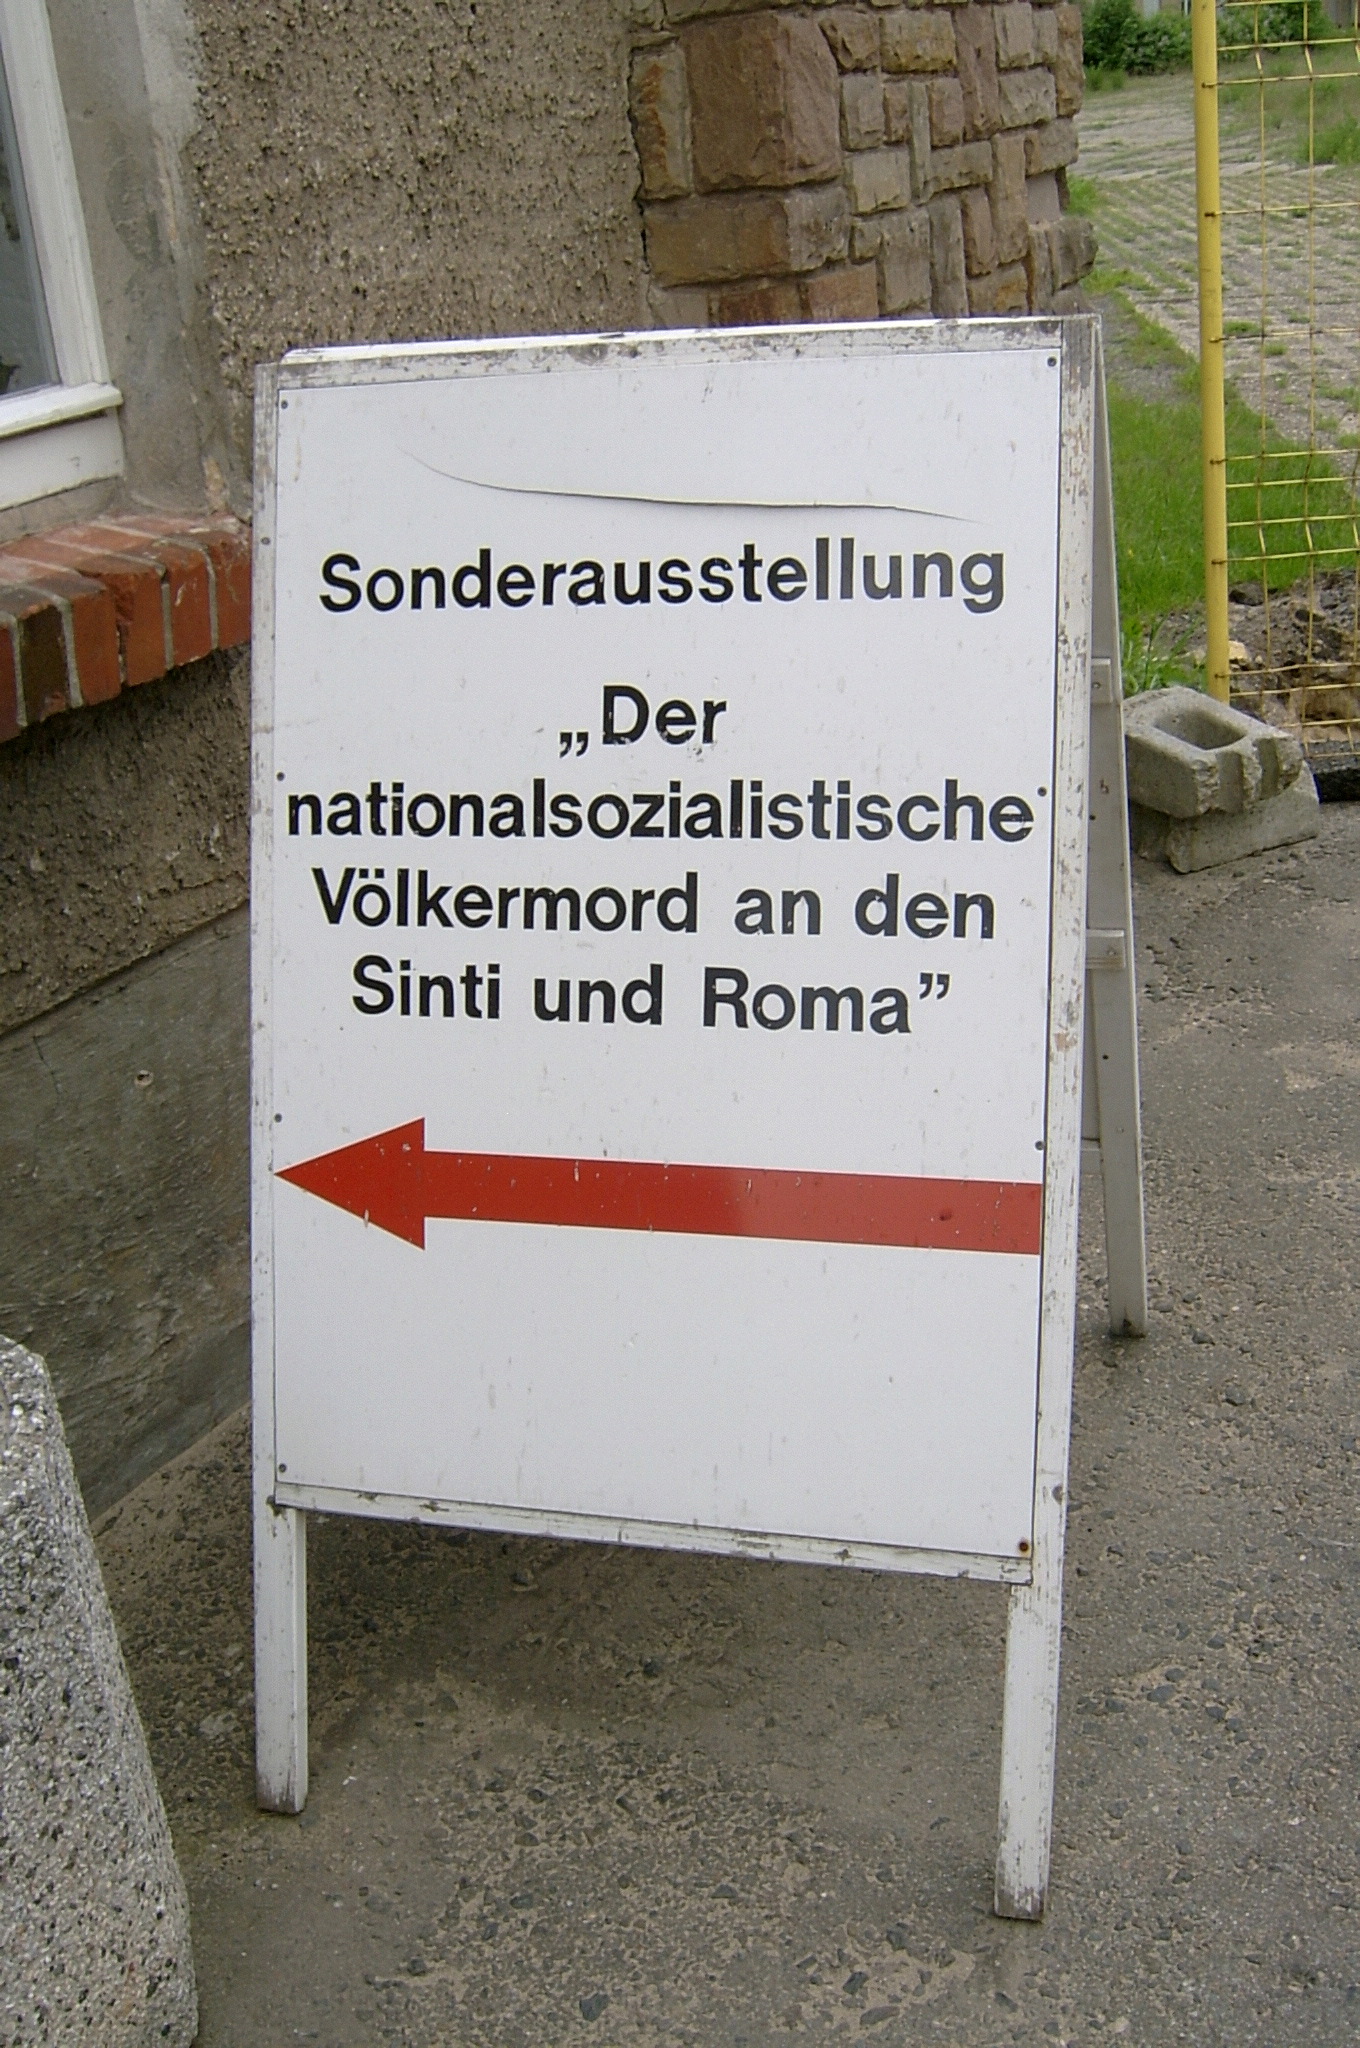 Sonderausstellung
„Der
nationalsozialistische
Völkermord an den
Sinti und Roma”